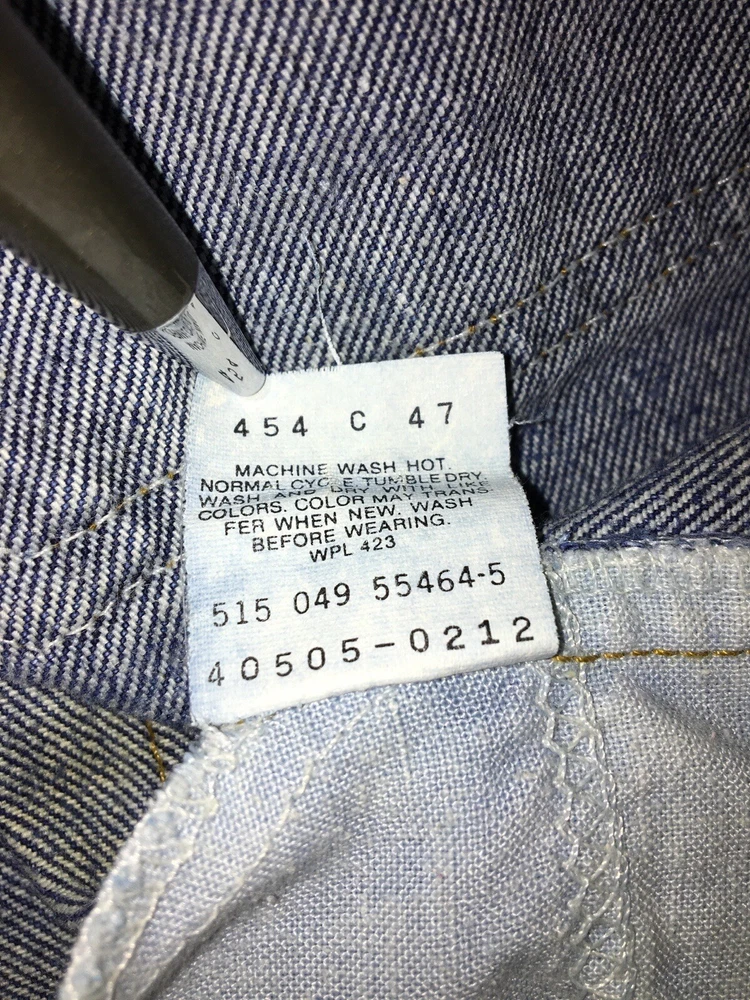 454 C 47
MACHINE WASH HOT.
NORMAL CYCLE TUMBLE DRY
WASH AND DRY WITH LIKE
COLORS. COLOR MAY TRANS-
FER WHEN NEW. WASH
BEFORE WEARING.
WPL 423
515 049 55464-5
40505-0212